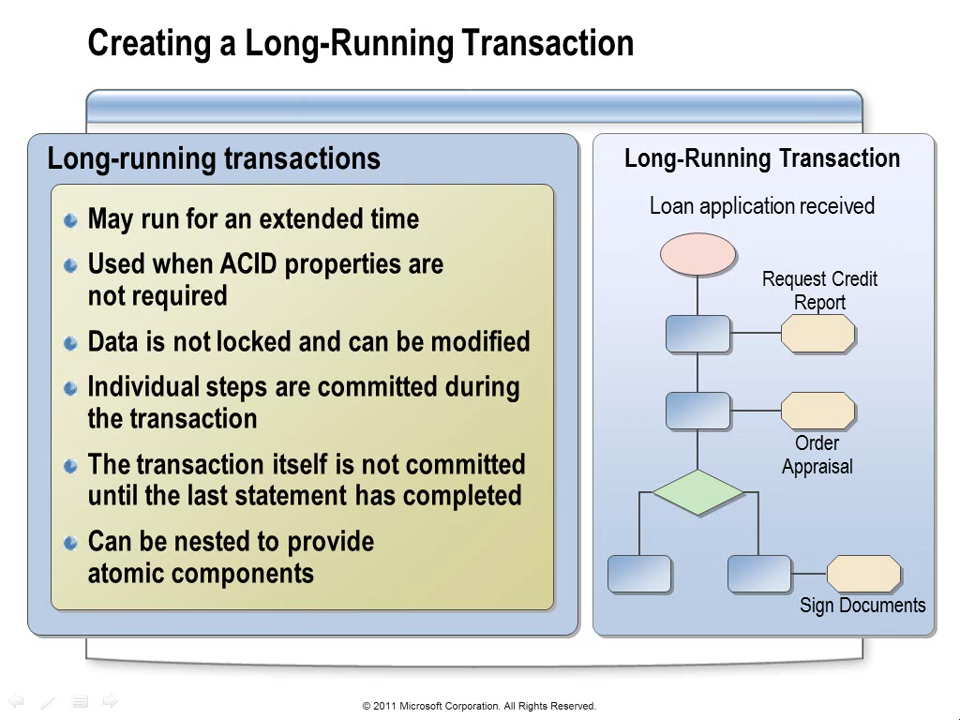 Creating a Long-Running Transaction
Long-running transactions
May run for an extended time
Used when ACID properties are
not required
Data is not locked and can be modified
Individual steps are committed during
the transaction
The transaction itself is not committed
until the last statement has completed
Can be nested to provide
atomic components
Long-Running Transaction
Loan application received
Request Credit
Report
Order
Appraisal
Sign Documents
© 2011 Microsoft Corporation. All Rights Reserved.